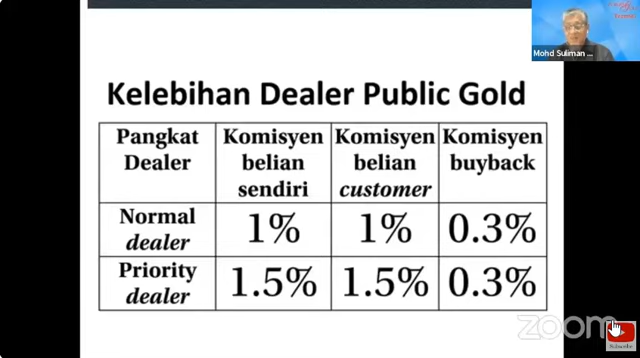 Mohd Suliman
Kelebihan Dealer Public Gold
Pangkat Dealer
Komisyen belian sendiri
Komisyen belian customer
Komisyen buyback
Normal dealer
1%
1%
0.3%
Priority dealer
1.5%
1.5%
0.3%
zoom
Subscribe